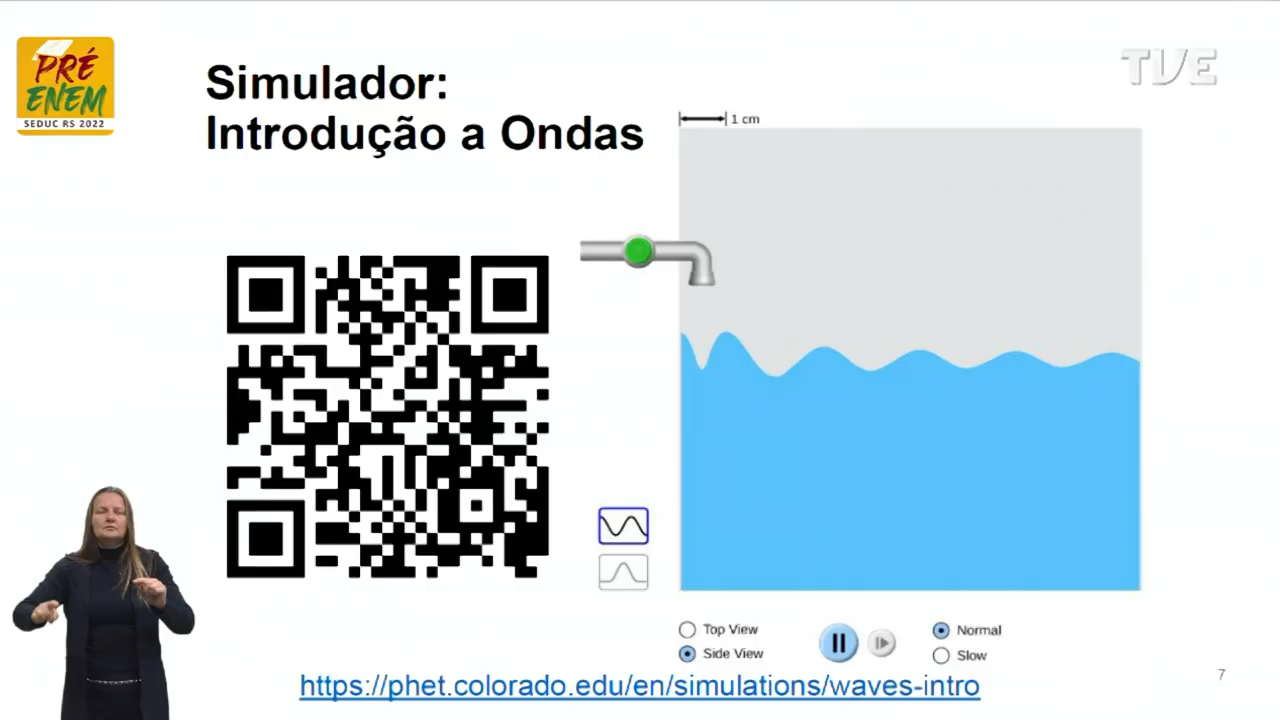 PRÉ
ENEM
SEDUC RS 2022
Simulador:
Introdução a Ondas
TVE
1 cm
Top View
Side View
Normal
Slow
https://phet.colorado.edu/en/simulations/waves-intro
7